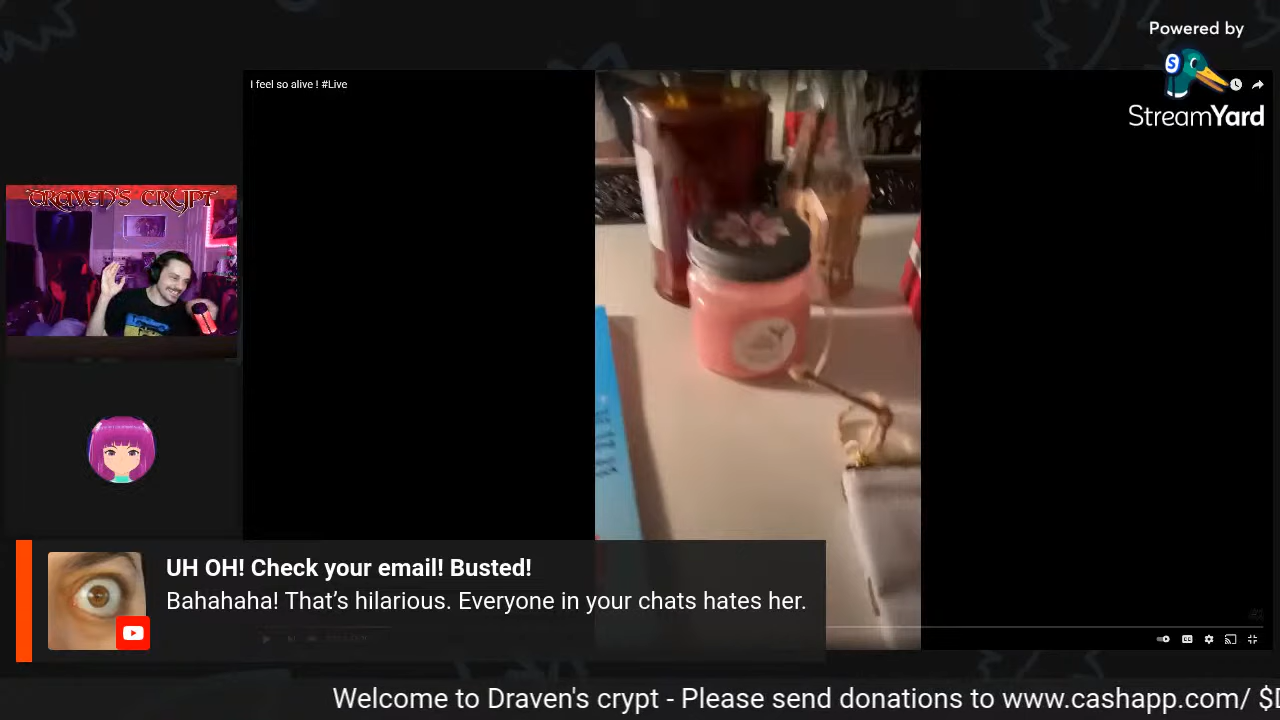 Powered by
S
StreamYard
I feel so alive ! #Live
DRAVEN'S CRYPT
UH OH! Check your email! Busted!
Bahahaha! That’s hilarious. Everyone in your chats hates her.
CC
Welcome to Draven's crypt - Please send donations to www.cashapp.com/ $